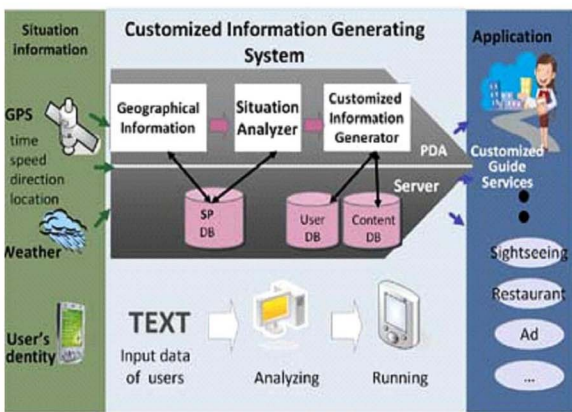 Situation
information
GPS
time
speed
direction
location
Weather
User's
dentity
Customized Information Generating
System
Geographical
Information
Situation
Analyzer
Customized
Information
Generator
PDA
Server
SP
DB
User
DB
Content
DB
TEXT
Input data
of users
Analyzing
Running
Application
Customized
Guide
Services
Sightseeing
Restaurant
Ad
...